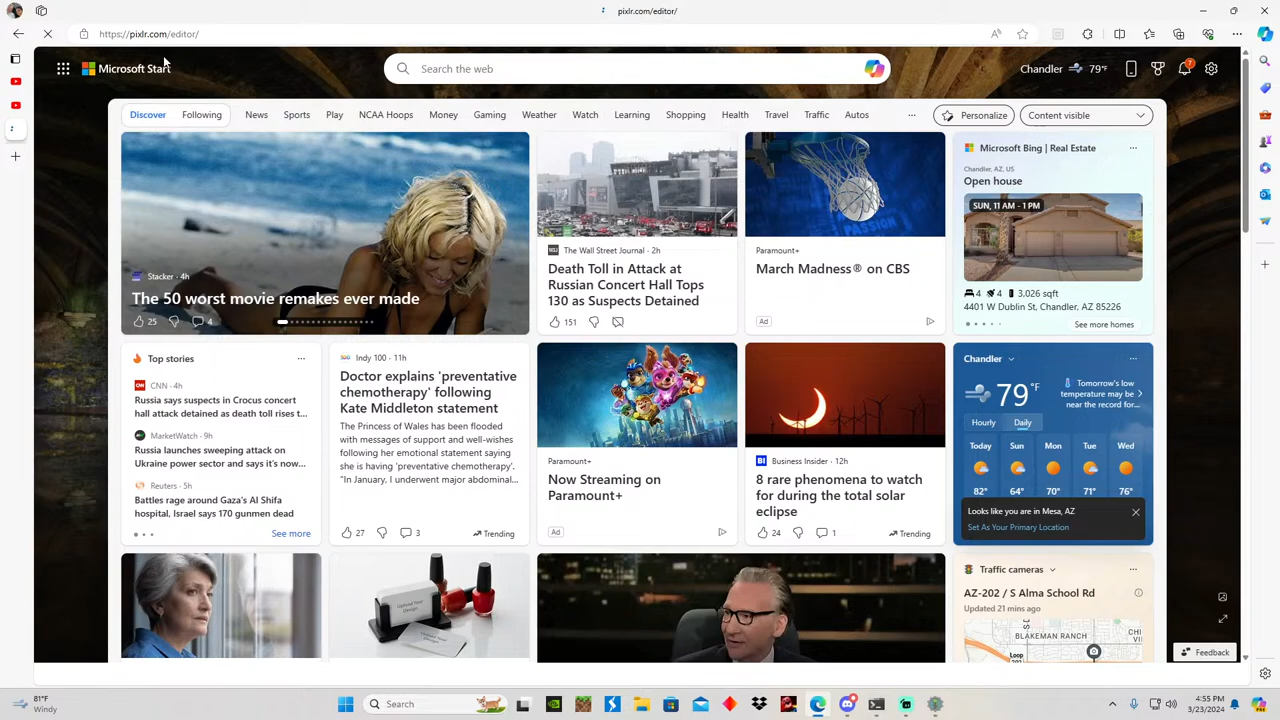 pixlr.com/editor/
https://pixlr.com/editor/
Microsoft Start
Search the web
Chandler 79°F
7
Discover Following News Sports Play NCAA Hoops Money Gaming Weather Watch Learning Shopping Health Travel Traffic Autos ... Personalize Content visible
Stacker · 4h
The 50 worst movie remakes ever made
25 4
The Wall Street Journal · 2h
Death Toll in Attack at
Russian Concert Hall Tops
130 as Suspects Detained
151
PASSION
Paramount+
March Madness® on CBS
Ad
Microsoft Bing | Real Estate
Chandler, AZ, US
Open house
SUN, 11 AM - 1 PM
4 4 3,026 sqft
4401 W Dublin St, Chandler, AZ 85226
See more homes
Top stories
CNN · 4h
Russia says suspects in Crocus concert
hall attack detained as death toll rises t...
MarketWatch · 9h
Russia launches sweeping attack on
Ukraine power sector and says it's now...
Reuters · 5h
Battles rage around Gaza's Al Shifa
hospital, Israel says 170 gunmen dead
See more
Indy 100 · 11h
Doctor explains 'preventative
chemotherapy' following
Kate Middleton statement
The Princess of Wales has been flooded
with messages of support and well-wishes
following her emotional statement saying
she is having 'preventative chemotherapy'.
"In January, I underwent major abdominal...
27 3 Trending
Paramount+
Now Streaming on
Paramount+
Ad
BI Business Insider · 12h
8 rare phenomena to watch
for during the total solar
eclipse
24 1 Trending
Chandler
79 °F
Tomorrow's low
temperature may be
near the record for...
Hourly Daily
Today Sun Mon Tue Wed
82° 64° 70° 71° 76°
Looks like you are in Mesa, AZ
Set As Your Primary Location
Upload Your
Design
Traffic cameras
AZ-202 / S Alma School Rd
Updated 21 mins ago
BLAKEMAN RANCH
CHI
VI
Loop
Feedback
81°F
Windy
Search
4:55 PM
3/23/2024